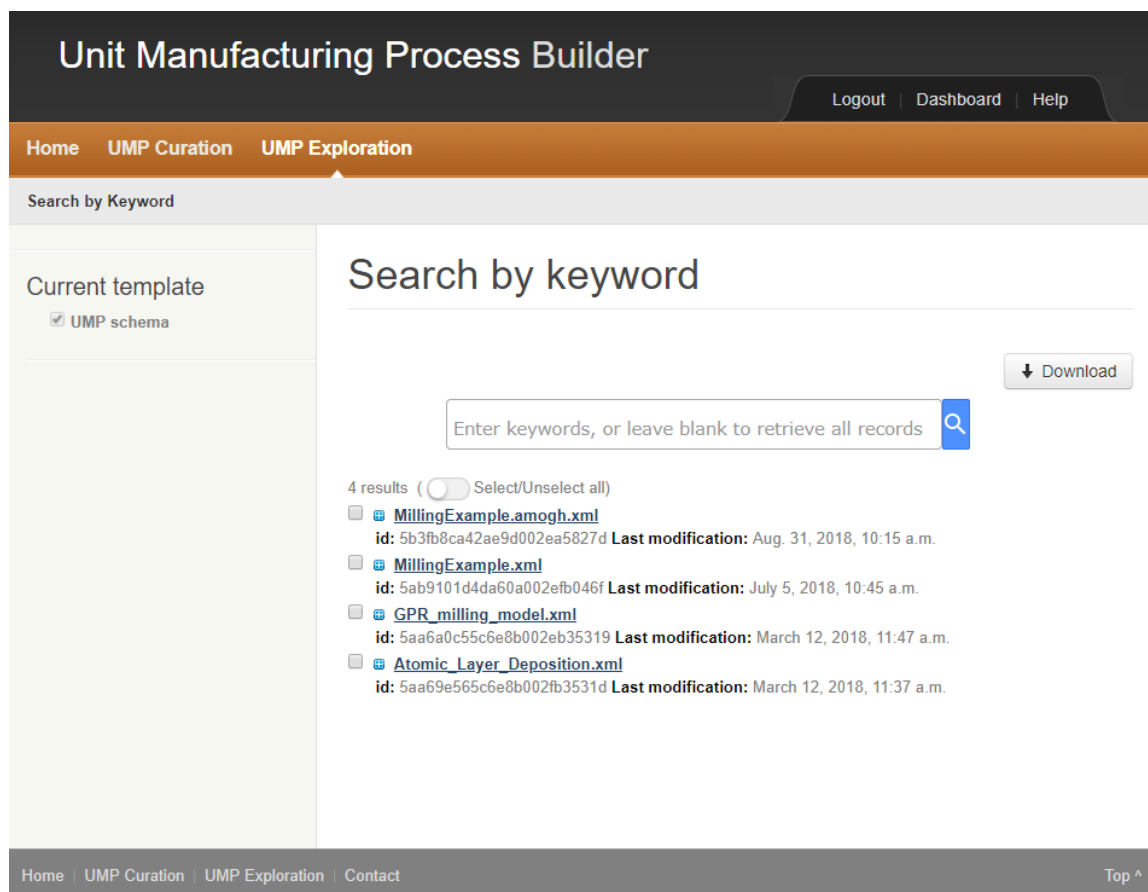 Unit Manufacturing Process Builder
Logout | Dashboard | Help
Home UMP Curation UMP Exploration
Search by Keyword
Current template
UMP schema
Search by keyword
Download
Enter keywords, or leave blank to retrieve all records
4 results ( Select/Unselect all)
MillingExample.amogh.xml
id: 5b3fb8ca42ae9d002ea5827d Last modification: Aug. 31, 2018, 10:15 a.m.
MillingExample.xml
id: 5ab9101d4da60a002efb046f Last modification: July 5, 2018, 10:45 a.m.
GPR_milling_model.xml
id: 5aa6a0c55c6e8b002eb35319 Last modification: March 12, 2018, 11:47 a.m.
Atomic_Layer_Deposition.xml
id: 5aa69e565c6e8b002fb3531d Last modification: March 12, 2018, 11:37 a.m.
Home | UMP Curation | UMP Exploration | Contact
Top ^